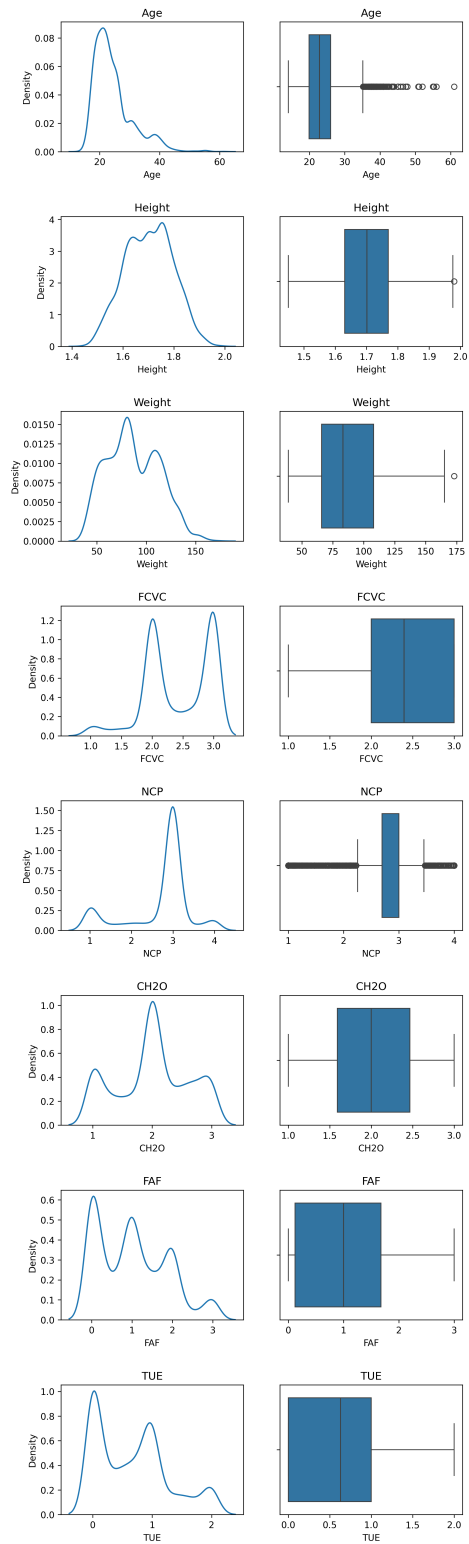 Age
Age
0.08
0.06
0.04
0.02
0.00
Density
20
40
60
Age
20
30
40
50
60
Age
Height
Height
4
3
2
1
0
Density
1.4
1.6
1.8
2.0
Height
1.5
1.6
1.7
1.8
1.9
2.0
Height
Weight
Weight
0.0150
0.0125
0.0100
0.0075
0.0050
0.0025
0.0000
Density
50
100
150
Weight
50
75
100
125
150
175
Weight
FCVC
FCVC
1.2
1.0
0.8
0.6
0.4
0.2
0.0
Density
1.0
1.5
2.0
2.5
3.0
FCVC
1.0
1.5
2.0
2.5
3.0
FCVC
NCP
NCP
1.50
1.25
1.00
0.75
0.50
0.25
0.00
Density
1
2
3
4
NCP
1
2
3
4
NCP
CH2O
CH2O
1.0
0.8
0.6
0.4
0.2
0.0
Density
1
2
3
CH2O
1.0
1.5
2.0
2.5
3.0
CH2O
FAF
FAF
0.6
0.5
0.4
0.3
0.2
0.1
0.0
Density
0
1
2
3
FAF
0
1
2
3
FAF
TUE
TUE
1.0
0.8
0.6
0.4
0.2
0.0
Density
0
1
2
TUE
0.0
0.5
1.0
1.5
2.0
TUE